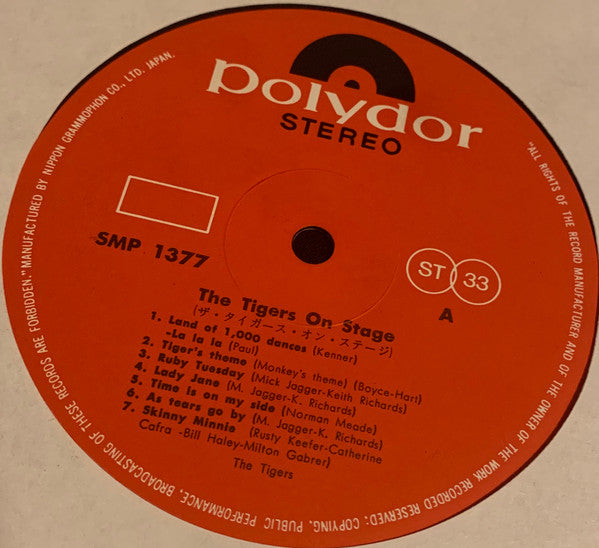 polydor
STEREO
SMP 1377
ST 33
A
The Tigers On Stage
(ザ・タイガース・オン・ステージ)
1. Land of 1,000 dances (Kenner)
-La la la (Paul)
2. Tiger's theme (Monkey's theme) (Boyce-Hart)
3. Ruby Tuesday (Mick Jagger-Keith Richards)
4. Lady Jane (M. Jagger-K. Richards)
5. Time is on my side (Norman Meade)
6. As tears go by (M. Jagger-K. Richards)
7. Skinny Minnie (Rusty Keefer-Catherine
Cafra -Bill Haley-Milton Gabrer)
The Tigers
"ALL RIGHTS OF THE RECORD MANUFACTURER AND OF THE OWNER OF THE WORK RECORDED RESERVED; COPYING, PUBLIC PERFORMANCE, BROADCASTING OF THESE RECORDS ARE FORBIDDEN." MANUFACTURED BY NIPPON GRAMMOPHON CO., LTD. JAPAN.